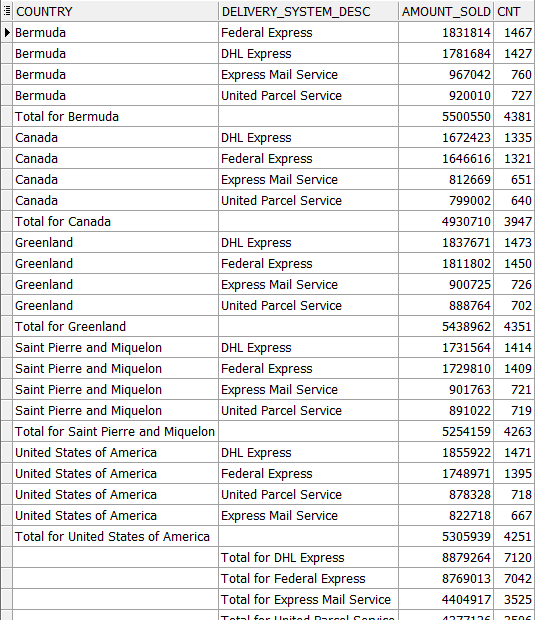 COUNTRY DELIVERY_SYSTEM_DESC AMOUNT_SOLD CNT
Bermuda Federal Express 1831814 1467
Bermuda DHL Express 1781684 1427
Bermuda Express Mail Service 967042 760
Bermuda United Parcel Service 920010 727
Total for Bermuda 5500550 4381
Canada DHL Express 1672423 1335
Canada Federal Express 1646616 1321
Canada Express Mail Service 812669 651
Canada United Parcel Service 799002 640
Total for Canada 4930710 3947
Greenland DHL Express 1837671 1473
Greenland Federal Express 1811802 1450
Greenland Express Mail Service 900725 726
Greenland United Parcel Service 888764 702
Total for Greenland 5438962 4351
Saint Pierre and Miquelon DHL Express 1731564 1414
Saint Pierre and Miquelon Federal Express 1729810 1409
Saint Pierre and Miquelon Express Mail Service 901763 721
Saint Pierre and Miquelon United Parcel Service 891022 719
Total for Saint Pierre and Miquelon 5254159 4263
United States of America DHL Express 1855922 1471
United States of America Federal Express 1748971 1395
United States of America United Parcel Service 878328 718
United States of America Express Mail Service 822718 667
Total for United States of America 5305939 4251
Total for DHL Express 8879264 7120
Total for Federal Express 8769013 7042
Total for Express Mail Service 4404917 3525
Total for United Parcel Service 4377126 3506